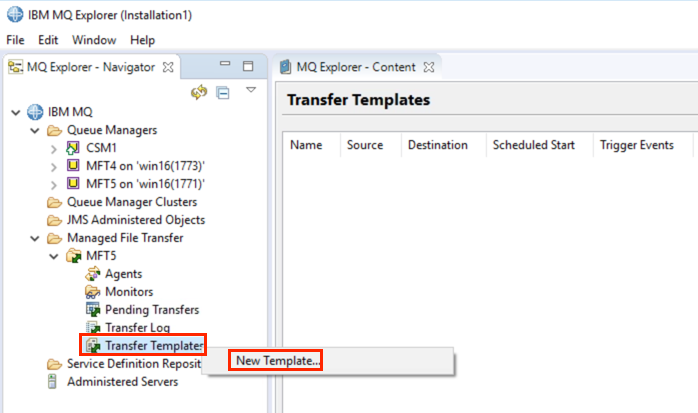 IBM MQ Explorer (Installation1)
File Edit Window Help
MQ Explorer - Navigator
IBM MQ
Queue Managers
CSM1
MFT4 on 'win16(1773)'
MFT5 on 'win16(1771)'
Queue Manager Clusters
JMS Administered Objects
Managed File Transfer
MFT5
Agents
Monitors
Pending Transfers
Transfer Log
Transfer Templates
Service Definition Reposit
Administered Servers
New Template...
MQ Explorer - Content
Transfer Templates
Name Source Destination Scheduled Start Trigger Events